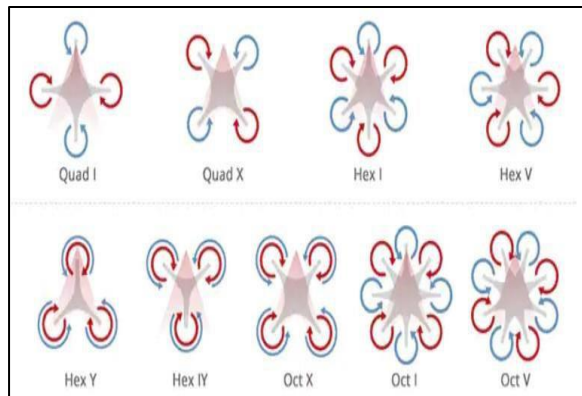 Quad I
Quad X
Hex I
Hex V
Hex Y
Hex IY
Oct X
Oct I
Oct V